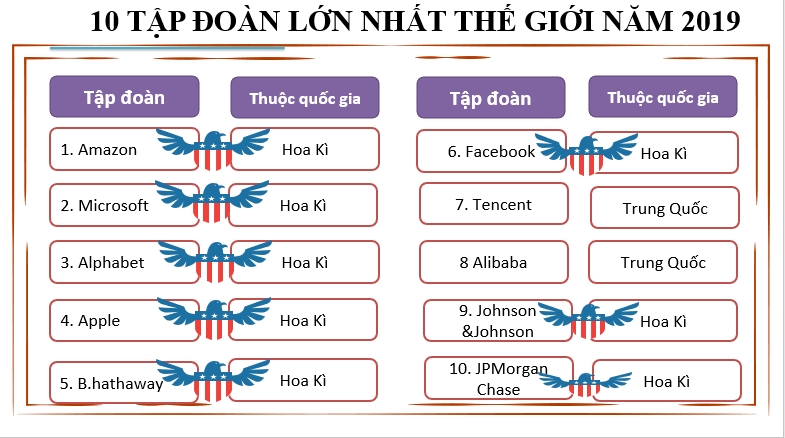 10 TẬP ĐOÀN LỚN NHẤT THẾ GIỚI NĂM 2019
Tập đoàn
Thuộc quốc gia
1. Amazon
Hoa Kì
2. Microsoft
Hoa Kì
3. Alphabet
Hoa Kì
4. Apple
Hoa Kì
5. B.hathaway
Hoa Kì
Tập đoàn
Thuộc quốc gia
6. Facebook
Hoa Kì
7. Tencent
Trung Quốc
8 Alibaba
Trung Quốc
9. Johnson
&Johnson
Hoa Kì
10. JPMorgan
Chase
Hoa Kì